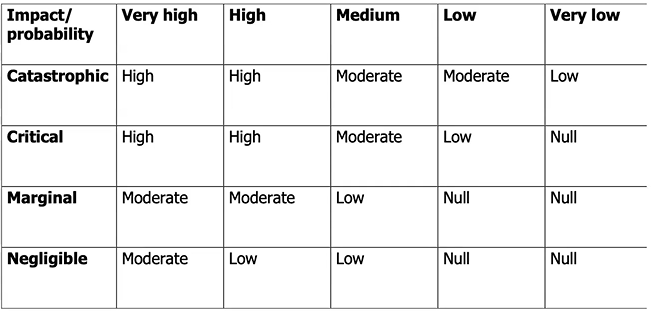 Impact/ probability Very high High Medium Low Very low
Catastrophic High High Moderate Moderate Low
Critical High High Moderate Low Null
Marginal Moderate Moderate Low Null Null
Negligible Moderate Low Low Null Null